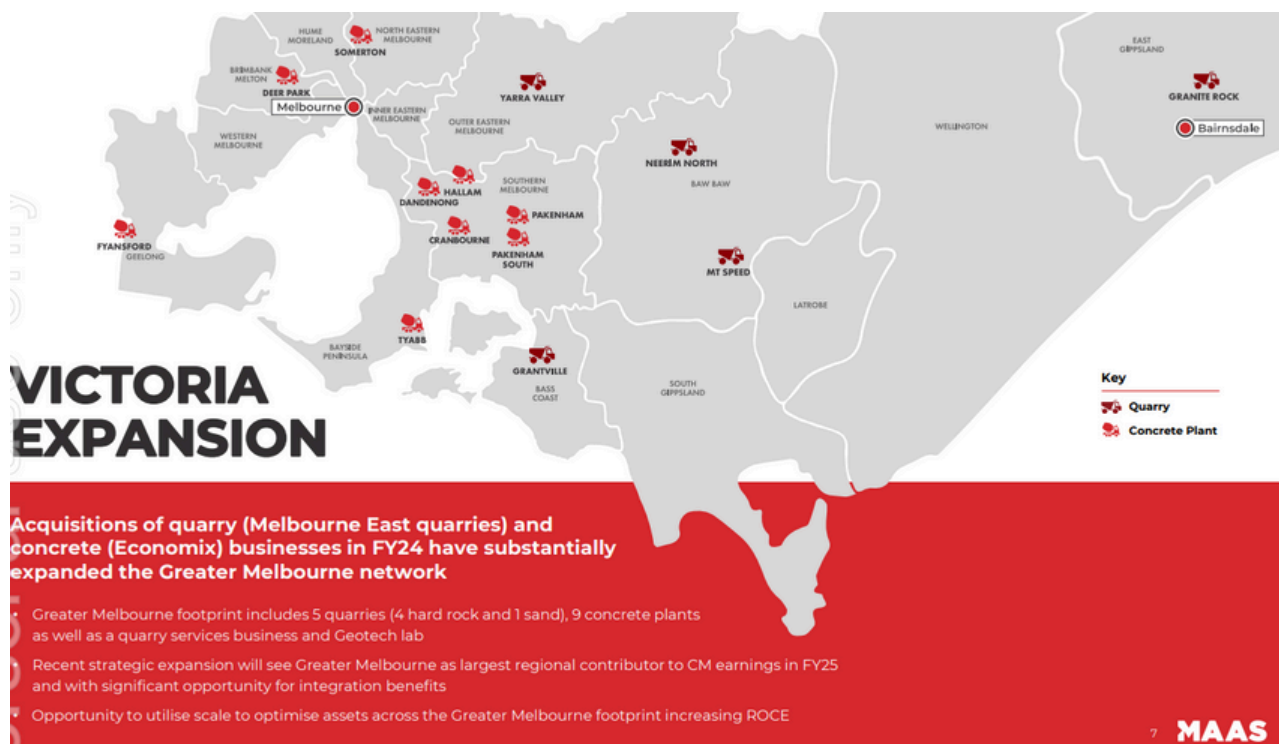 HUME
MORELAND
NORTH EASTERN
MELBOURNE
SOMERTON
EAST
GIPPSLAND
BRIMBANK
MELTON
DEER PARK
YARRA VALLEY
GRANITE ROCK
Melbourne
INNER EASTERN
MELBOURNE
OUTER EASTERN
MELBOURNE
WELLINGTON
Bairnsdale
WESTERN
MELBOURNE
NEERIM NORTH
BAW BAW
HALLAM
DANDENONG
SOUTHERN
MELBOURNE
PAKENHAM
CRANBOURNE
FYANSFORD
GEELONG
PAKENHAM
SOUTH
MT SPEED
LATROBE
TYABB
BAYSIDE
PENINSULA
GRANTVILLE
BASS
COAST
SOUTH
GIPPSLAND
Key
Quarry
Concrete Plant
VICTORIA
EXPANSION
Acquisitions of quarry (Melbourne East quarries) and
concrete (Economix) businesses in FY24 have substantially
expanded the Greater Melbourne network
• Greater Melbourne footprint includes 5 quarries (4 hard rock and 1 sand), 9 concrete plants
as well as a quarry services business and Geotech lab
• Recent strategic expansion will see Greater Melbourne as largest regional contributor to CM earnings in FY25
and with significant opportunity for integration benefits
• Opportunity to utilise scale to optimise assets across the Greater Melbourne footprint increasing ROCE
7
MAAS